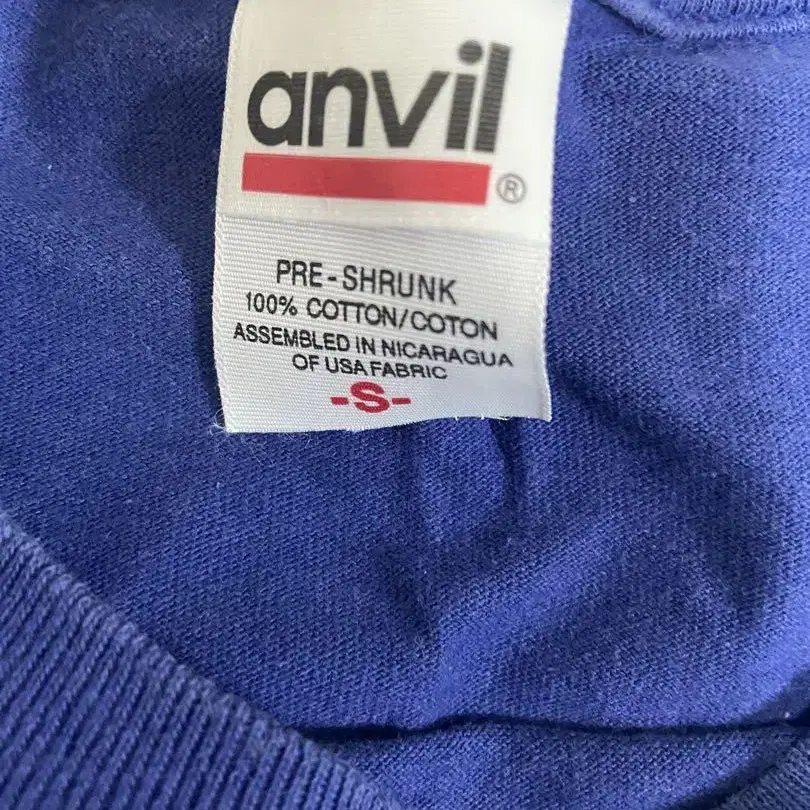 anvil®
PRE-SHRUNK
100% COTTON/COTON
ASSEMBLED IN NICARAGUA
OF USA FABRIC
-S-